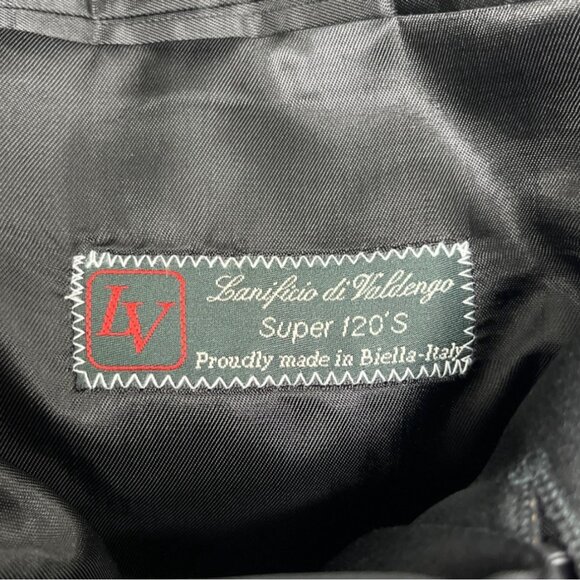 LV
Lanificio di Valdengo
Super 120'S
Proudly made in Biella-Italy